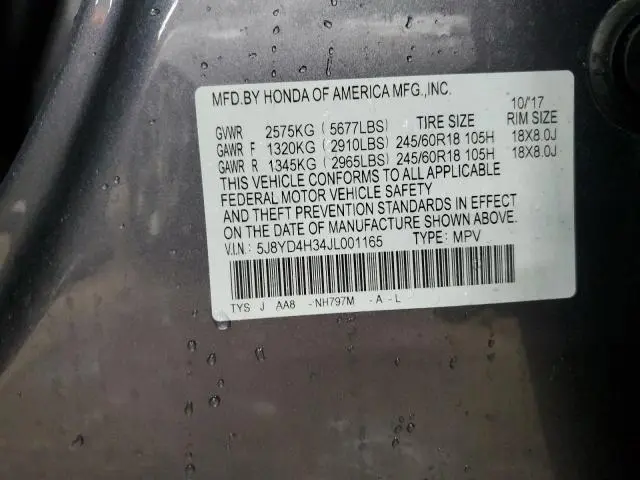 MFD.BY HONDA OF AMERICA MFG.,INC.
10/'17
GVWR 2575KG ( 5677LBS) TIRE SIZE RIM SIZE
GAWR F 1320KG ( 2910LBS) 245/60R18 105H 18X8.0J
GAWR R 1345KG ( 2965LBS) 245/60R18 105H 18X8.0J
THIS VEHICLE CONFORMS TO ALL APPLICABLE
FEDERAL MOTOR VEHICLE SAFETY
AND THEFT PREVENTION STANDARDS IN EFFECT
ON THE DATE OF MANUFACTURE SHOWN ABOVE.
V.I.N. 5J8YD4H34JL001165 TYPE: MPV
TYS J AA8 -NH797M -A-L